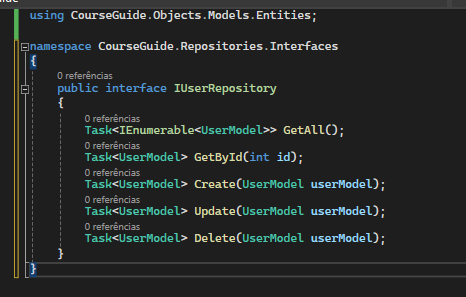 using CourseGuide.Objects.Models.Entities;
namespace CourseGuide.Repositories.Interfaces
{
0 referências
public interface IUserRepository
{
0 referências
Task<IEnumerable<UserModel>> GetAll();
0 referências
Task<UserModel> GetById(int id);
0 referências
Task<UserModel> Create(UserModel userModel);
0 referências
Task<UserModel> Update(UserModel userModel);
0 referências
Task<UserModel> Delete(UserModel userModel);
}
}